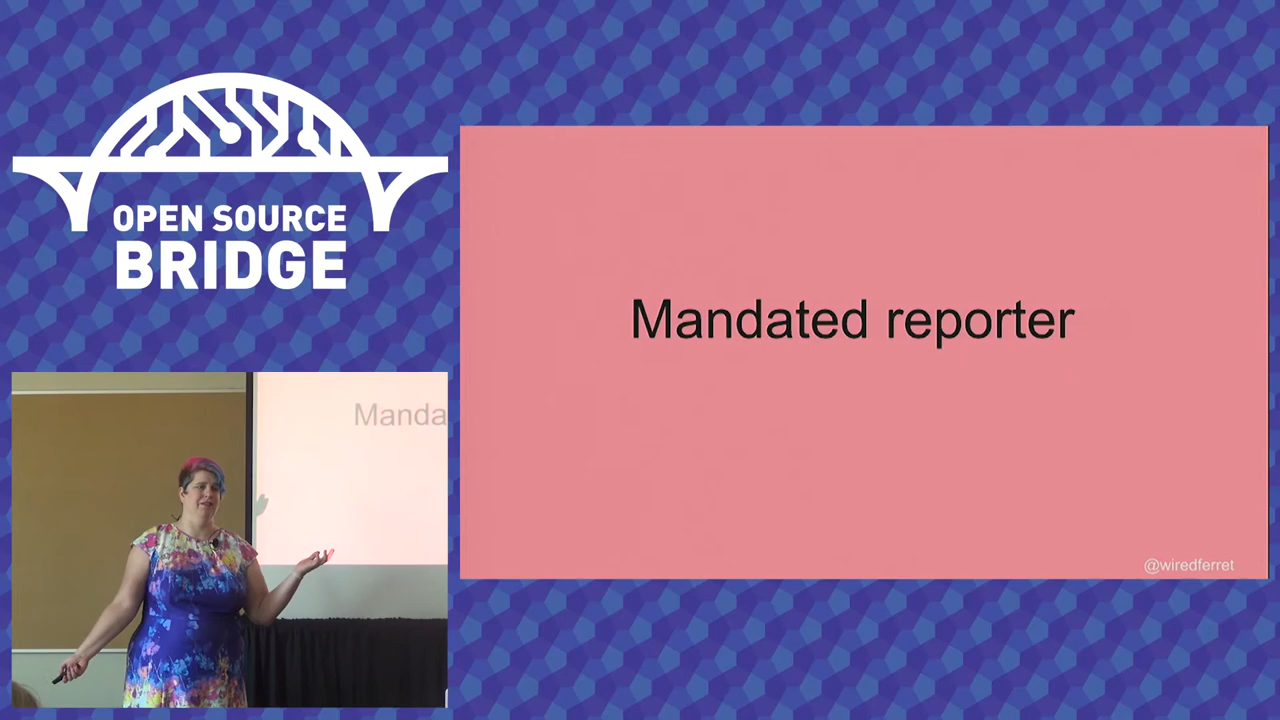 OPEN SOURCE
BRIDGE
Mandated reporter
@wiredferret
Manda